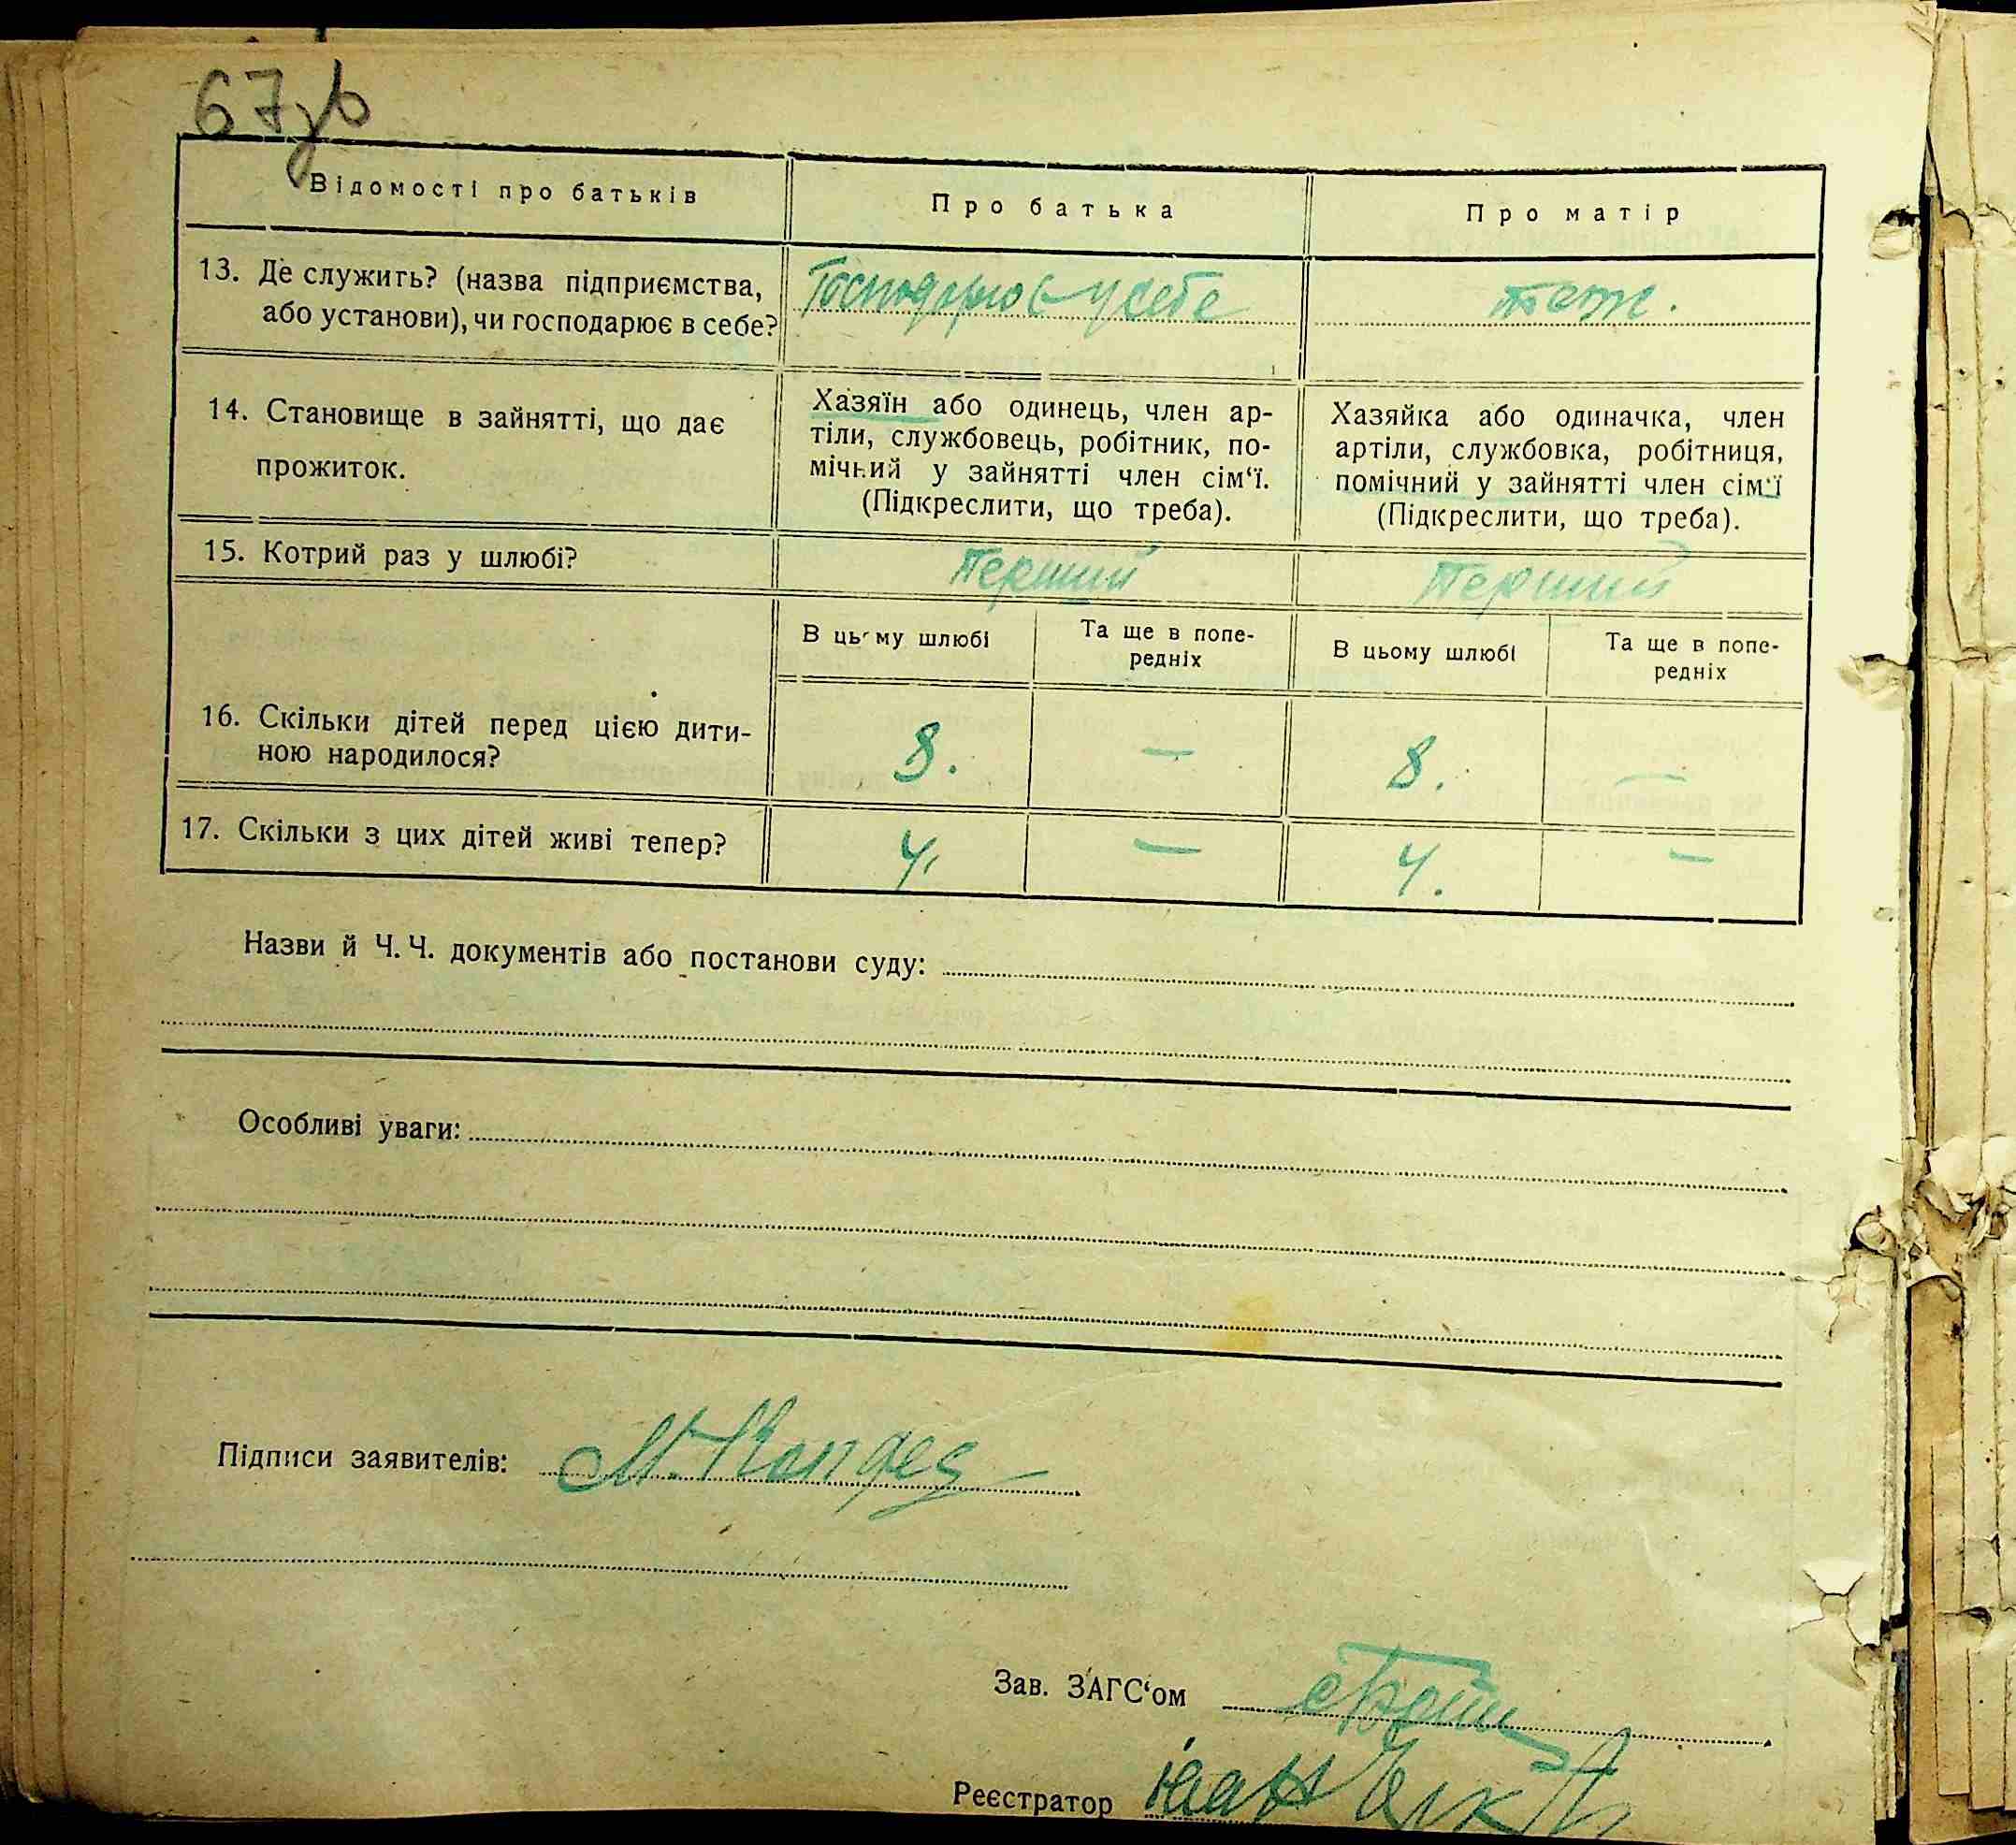 67зв
Відомості про батьків
Про батька
Про матір
13. Де служить? (назва підприємства,
або установи), чи господарює в себе?
Господарює у себе
теж.
14. Становище в зайнятті, що дає
прожиток.
Хазяїн або одинець, член ар-
тіли, службовець, робітник, по-
мічний у зайнятті член сім‘ї.
(Підкреслити, що треба).
Хазяйка або одиначка, член
артіли, службовка, робітниця,
помічний у зайнятті член сім‘ї
(Підкреслити, що треба).
15. Котрий раз у шлюбі?
Перший
Перший
В цьому шлюбі
Та ще в попе-
редніх
В цьому шлюбі
Та ще в попе-
редніх
16. Скільки дітей перед цією дити-
ною народилося?
8.
—
8.
—
17. Скільки з цих дітей живі тепер?
4.
—
4.
—
Назви й Ч. Ч. документів або постанови суду:
Особливі уваги:
Підписи заявителів:
Зав. ЗАГС‘ом
Реєстратор